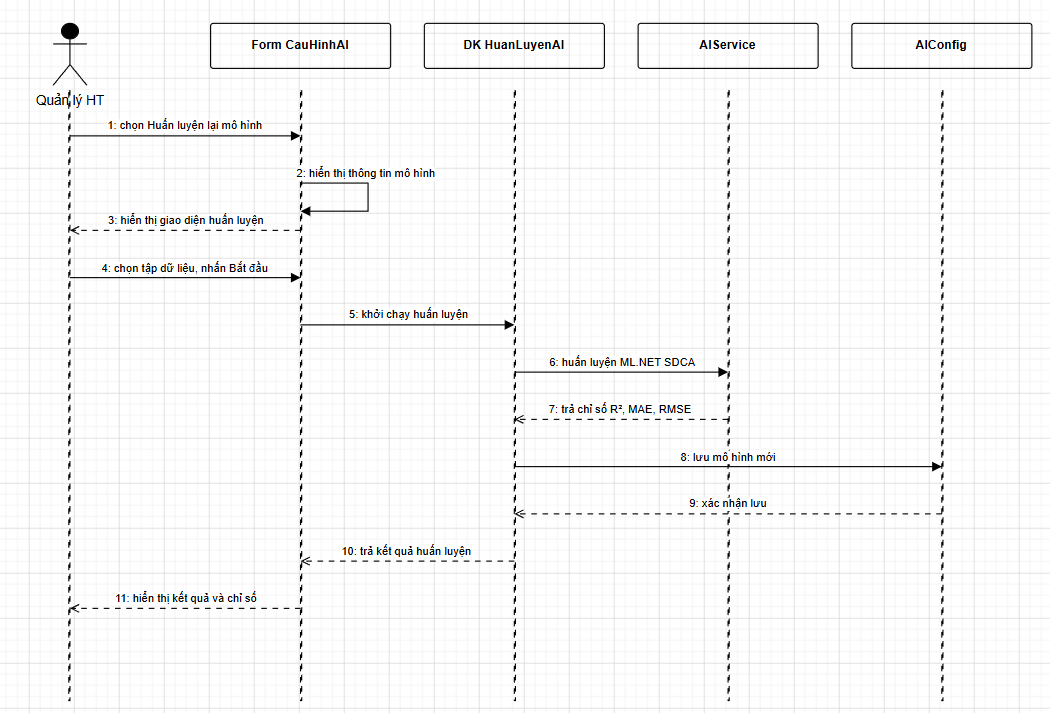 Form CauHinhAI
DK HuanLuyenAI
AIService
AIConfig
Quản lý HT
1: chọn Huấn luyện lại mô hình
2: hiển thị thông tin mô hình
3: hiển thị giao diện huấn luyện
4: chọn tập dữ liệu, nhấn Bắt đầu
5: khởi chạy huấn luyện
6: huấn luyện ML.NET SDCA
7: trả chỉ số R², MAE, RMSE
8: lưu mô hình mới
9: xác nhận lưu
10: trả kết quả huấn luyện
11: hiển thị kết quả và chỉ số